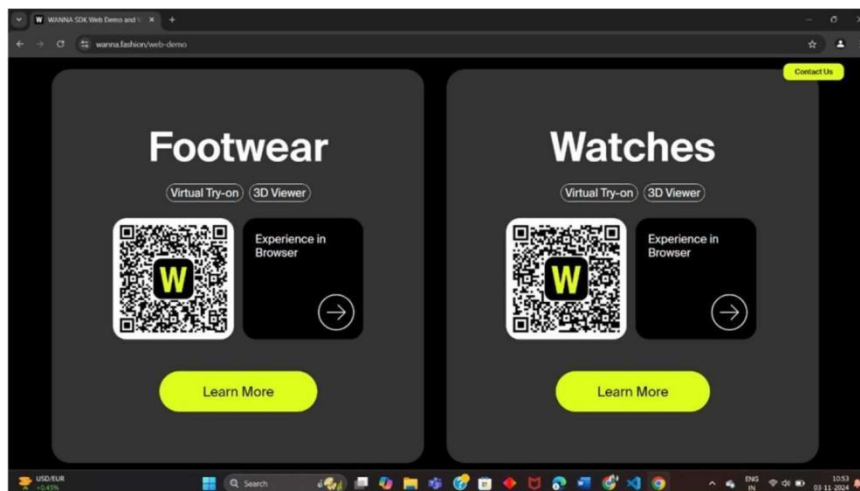 WANNA SDK Web Demo and V
wanna.fashion/web-demo
Contact Us
Footwear
Virtual Try-on
3D Viewer
W
Experience in
Browser
Learn More
Watches
Virtual Try-on
3D Viewer
W
Experience in
Browser
Learn More
USD/EUR
+0.45%
Search
ENG
IN
10:53
03-11-2024